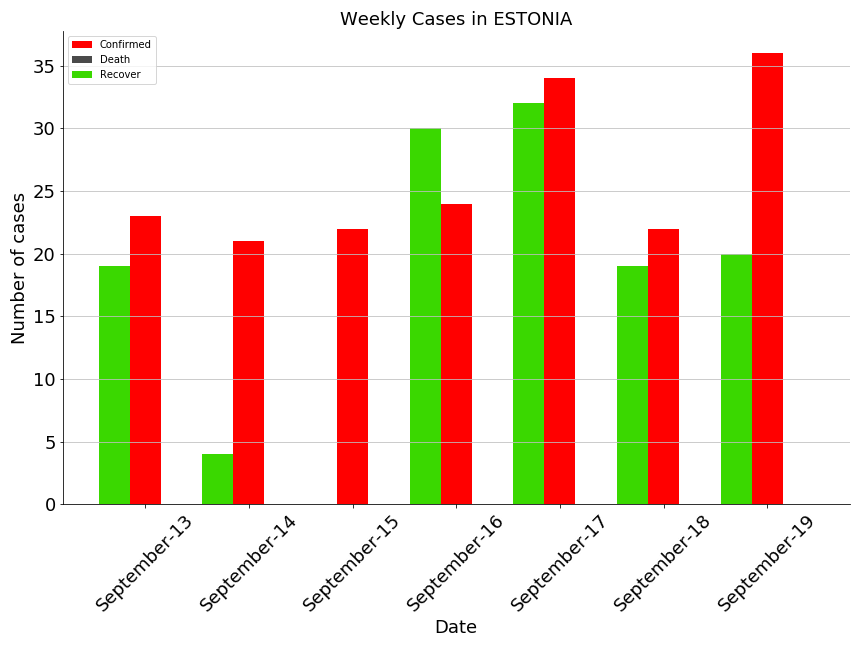 Weekly Cases in ESTONIA
Confirmed
Death
Recover
Number of cases
35
30
25
20
15
10
5
0
September-13
September-14
September-15
September-16
September-17
September-18
September-19
Date